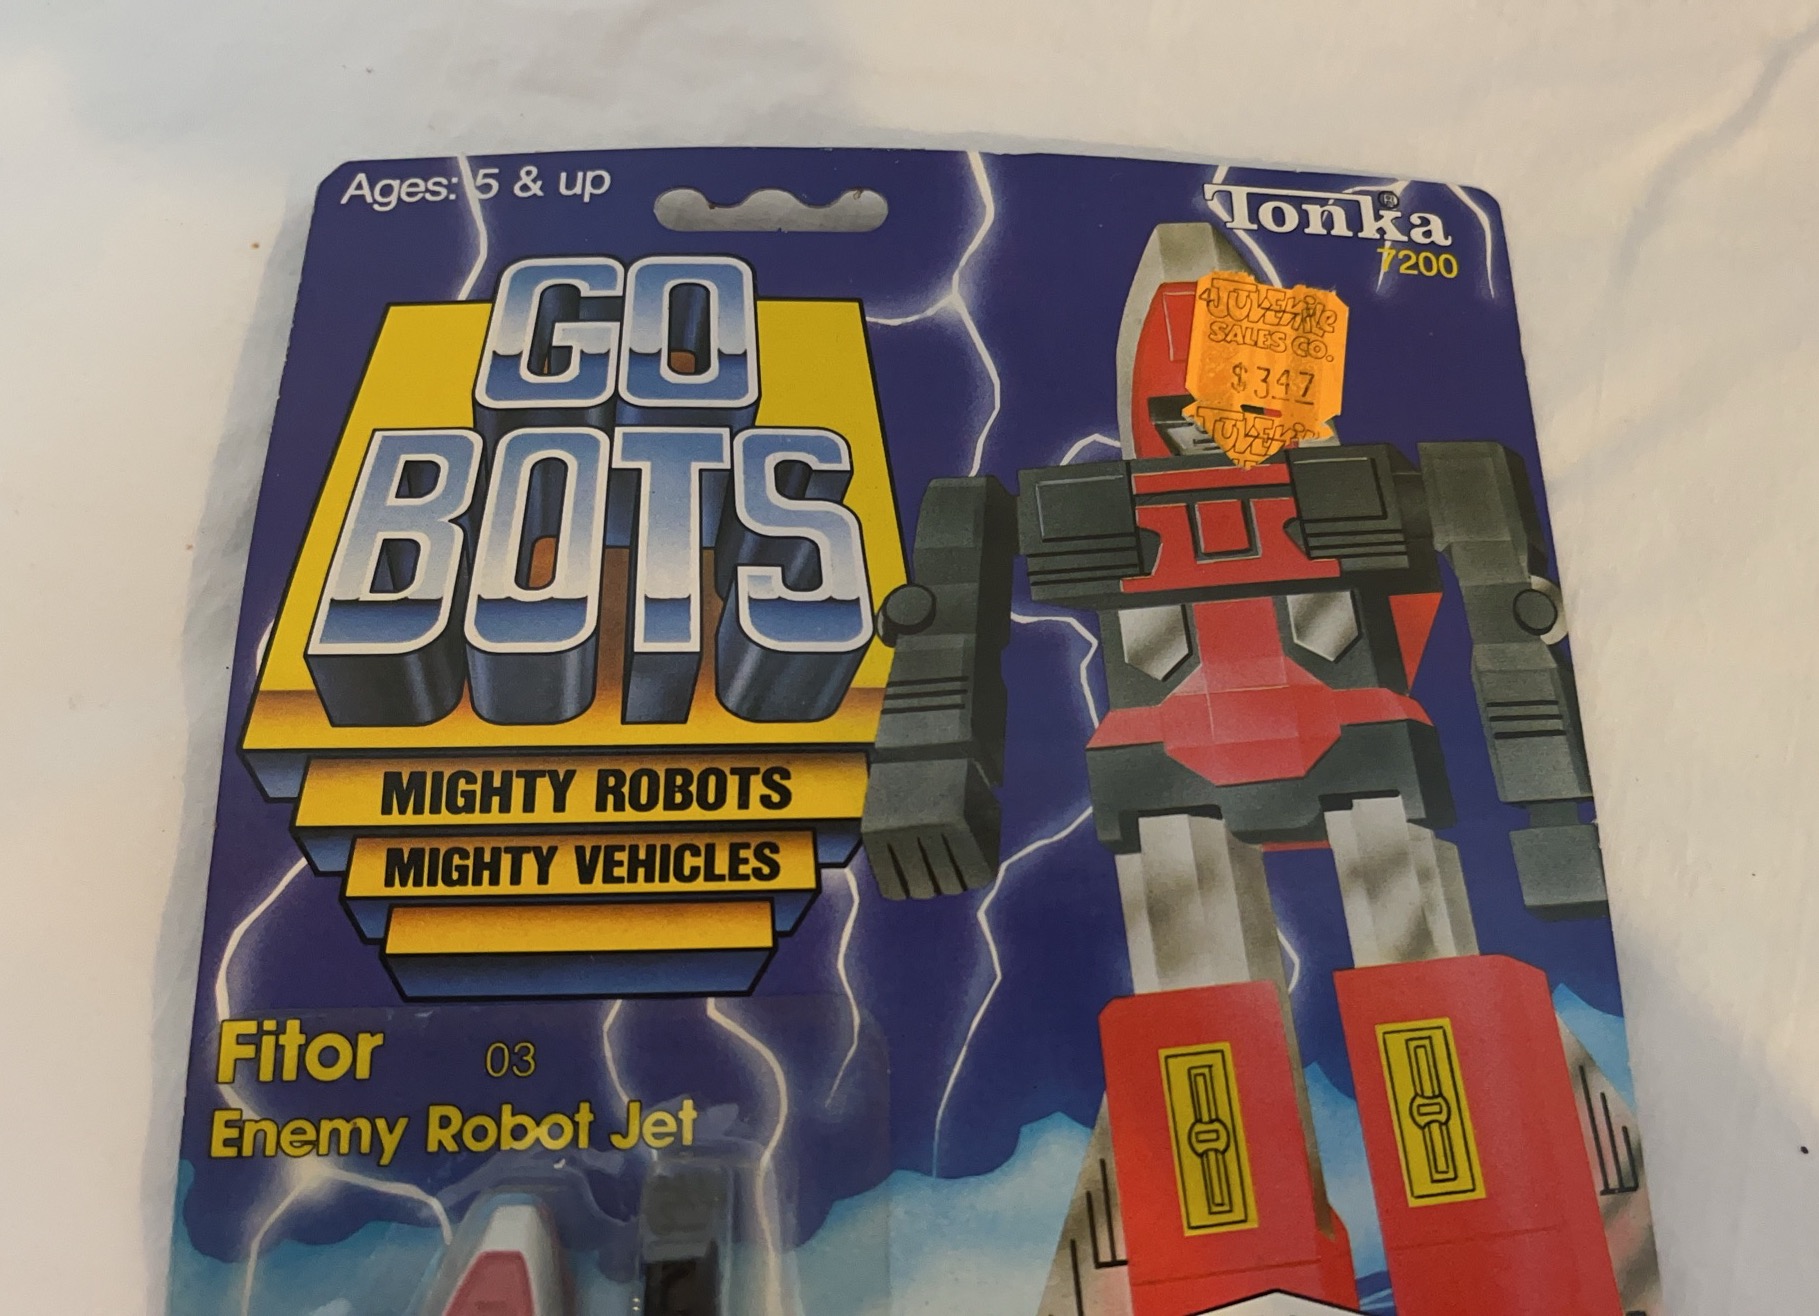 Ages: 5 & up
Tonka®
7200
GO
BOTS
JUVENILE
SALES CO.
$3.47
MIGHTY ROBOTS
MIGHTY VEHICLES
Fitor 03
Enemy Robot Jet